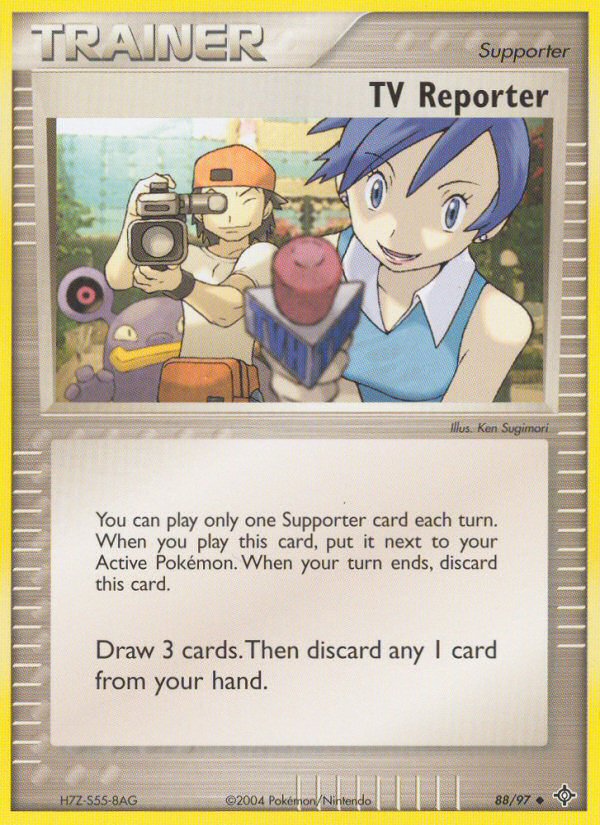 TRAINER
Supporter
TV Reporter
Illus. Ken Sugimori
You can play only one Supporter card each turn.
When you play this card, put it next to your
Active Pokémon. When your turn ends, discard
this card.
Draw 3 cards. Then discard any 1 card
from your hand.
H7Z-S55-8AG
©2004 Pokémon/Nintendo
88/97